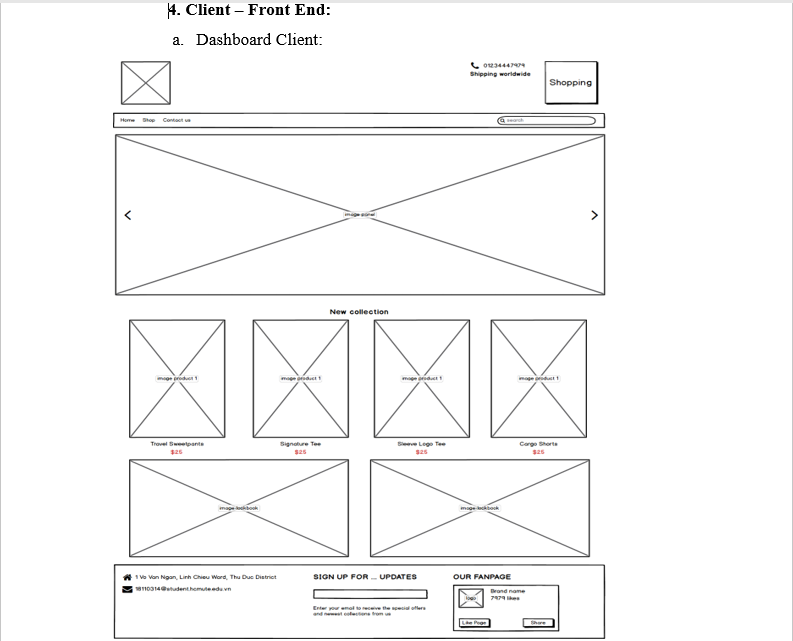 4. Client – Front End:
a. Dashboard Client:
01234447979
Shipping worldwide
Shopping
Home Shop Contact us
search
image panel
New collection
image product 1 image product 1 image product 1 image product 1
Travel Sweetpants Signature Tee Sleeve Logo Tee Cargo Shorts
$25 $25 $25 $25
image lookbook image lookbook
1 Vo Van Ngan, Linh Chieu Ward, Thu Duc District
18110314@student.hcmute.edu.vn
SIGN UP FOR ... UPDATES
Enter your email to receive the special offers
and newest collections from us
OUR FANPAGE
logo
Brand name
7979 likes
Like Page Share